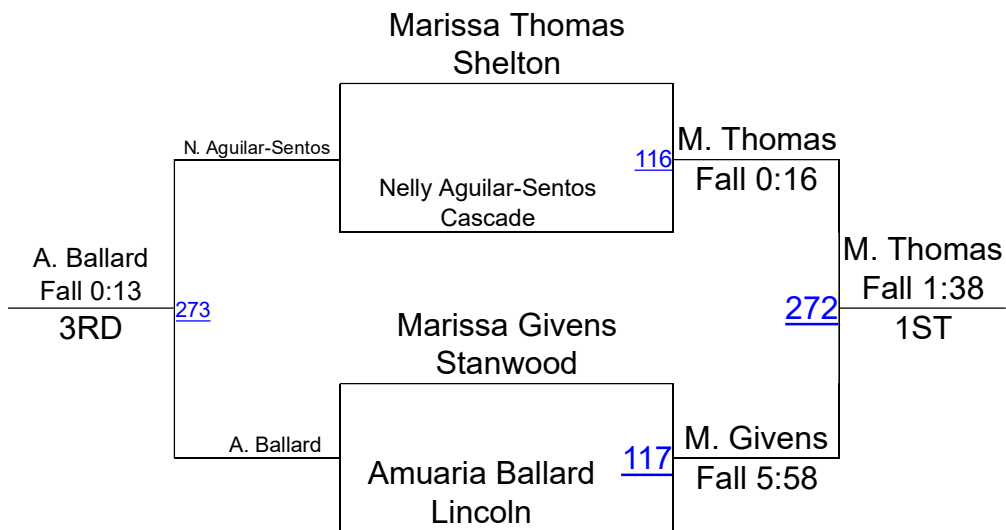 Marissa Thomas
Shelton
N. Aguilar-Sentos
116
M. Thomas
Fall 0:16
Nelly Aguilar-Sentos
Cascade
A. Ballard
Fall 0:13
3RD
273
M. Thomas
Fall 1:38
1ST
272
Marissa Givens
Stanwood
A. Ballard
117
M. Givens
Fall 5:58
Amuaria Ballard
Lincoln